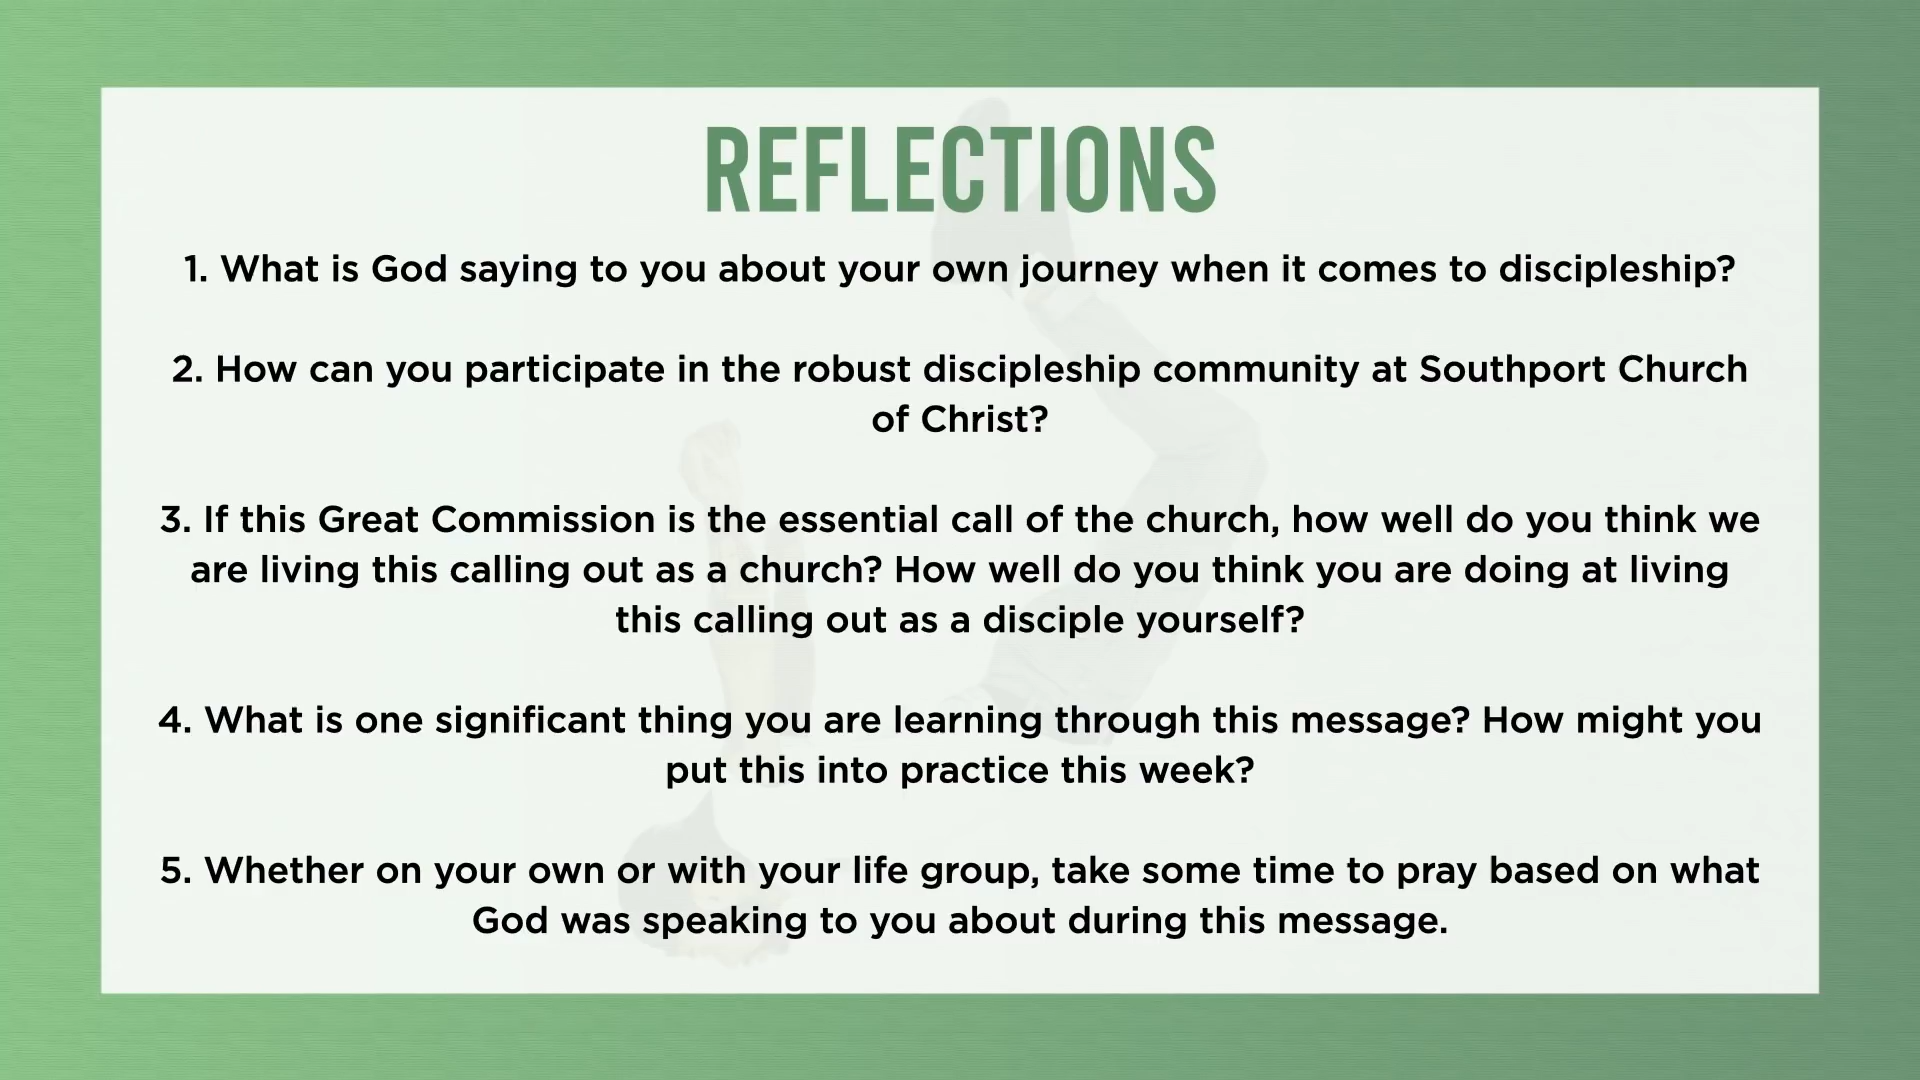 REFLECTIONS
1. What is God saying to you about your own journey when it comes to discipleship?
2. How can you participate in the robust discipleship community at Southport Church
of Christ?
3. If this Great Commission is the essential call of the church, how well do you think we
are living this calling out as a church? How well do you think you are doing at living
this calling out as a disciple yourself?
4. What is one significant thing you are learning through this message? How might you
put this into practice this week?
5. Whether on your own or with your life group, take some time to pray based on what
God was speaking to you about during this message.